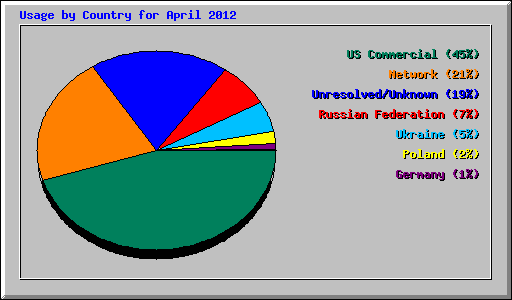 Usage by Country for April 2012
US Commercial (45%)
Network (21%)
Unresolved/Unknown (19%)
Russian Federation (7%)
Ukraine (5%)
Poland (2%)
Germany (1%)